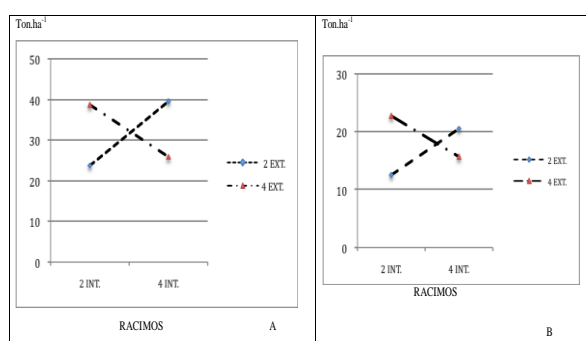 Ton.ha⁻¹
50
40
30
20
10
0
2 INT.
4 INT.
2 EXT.
4 EXT.
RACIMOS
A
Ton.ha⁻¹
30
20
10
0
2 INT.
4 INT.
2 EXT.
4 EXT.
RACIMOS
B